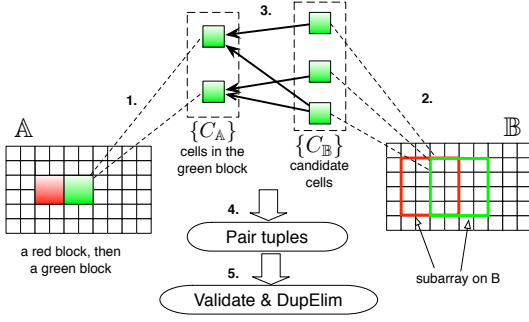 3.
1.
2.
𝔸
𝔹
{C_𝔸}
{C_𝔹}
cells in the
green block
candidate
cells
4.
a red block, then
a green block
Pair tuples
subarray on B
5.
Validate & DupElim